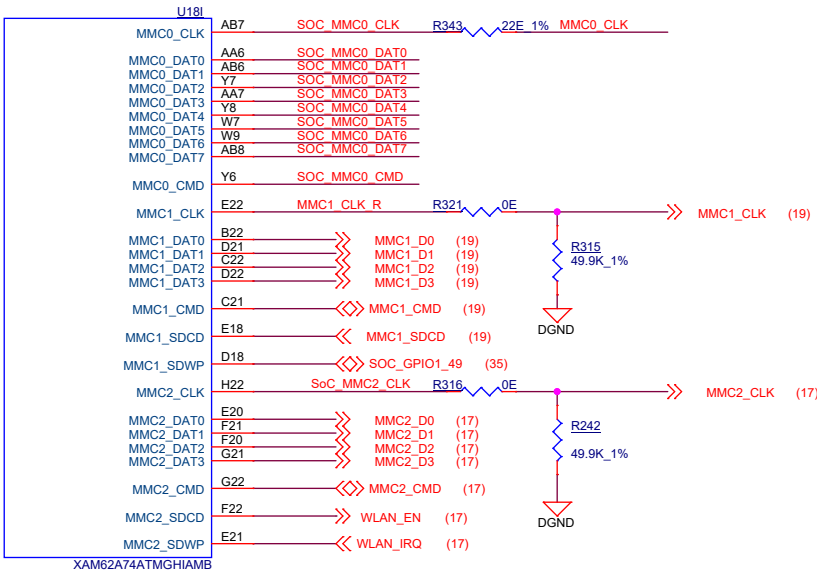 U18I
MMC0_CLK AB7 SOC_MMC0_CLK R343 22E_1% MMC0_CLK
MMC0_DAT0 AA6 SOC_MMC0_DAT0
MMC0_DAT1 AB6 SOC_MMC0_DAT1
MMC0_DAT2 Y7 SOC_MMC0_DAT2
MMC0_DAT3 AA7 SOC_MMC0_DAT3
MMC0_DAT4 Y8 SOC_MMC0_DAT4
MMC0_DAT5 W7 SOC_MMC0_DAT5
MMC0_DAT6 W9 SOC_MMC0_DAT6
MMC0_DAT7 AB8 SOC_MMC0_DAT7
MMC0_CMD Y6 SOC_MMC0_CMD
MMC1_CLK E22 MMC1_CLK_R R321 0E MMC1_CLK (19)
MMC1_DAT0 B22 MMC1_D0 (19)
MMC1_DAT1 D21 MMC1_D1 (19)
MMC1_DAT2 C22 MMC1_D2 (19)
MMC1_DAT3 D22 MMC1_D3 (19)
R315
49.9K_1%
MMC1_CMD C21 MMC1_CMD (19)
DGND
MMC1_SDCD E18 MMC1_SDCD (19)
MMC1_SDWP D18 SOC_GPIO1_49 (35)
MMC2_CLK H22 SoC_MMC2_CLK R316 0E MMC2_CLK (17)
MMC2_DAT0 E20 MMC2_D0 (17)
MMC2_DAT1 F21 MMC2_D1 (17)
MMC2_DAT2 F20 MMC2_D2 (17)
MMC2_DAT3 G21 MMC2_D3 (17)
R242
49.9K_1%
MMC2_CMD G22 MMC2_CMD (17)
MMC2_SDCD F22 WLAN_EN (17)
DGND
MMC2_SDWP E21 WLAN_IRQ (17)
XAM62A74ATMGHIAMB